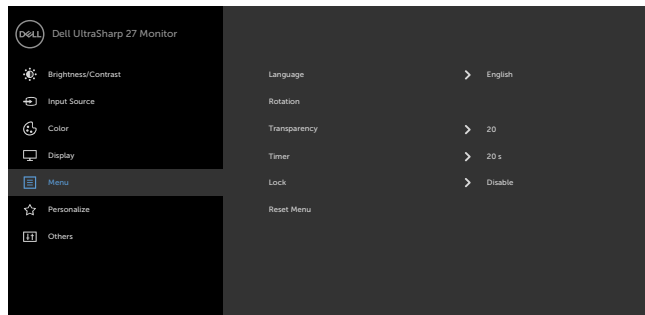 DELL Dell UltraSharp 27 Monitor
Brightness/Contrast Language English
Input Source Rotation
Color Transparency 20
Display Timer 20 s
Menu Lock Disable
Personalize Reset Menu
Others